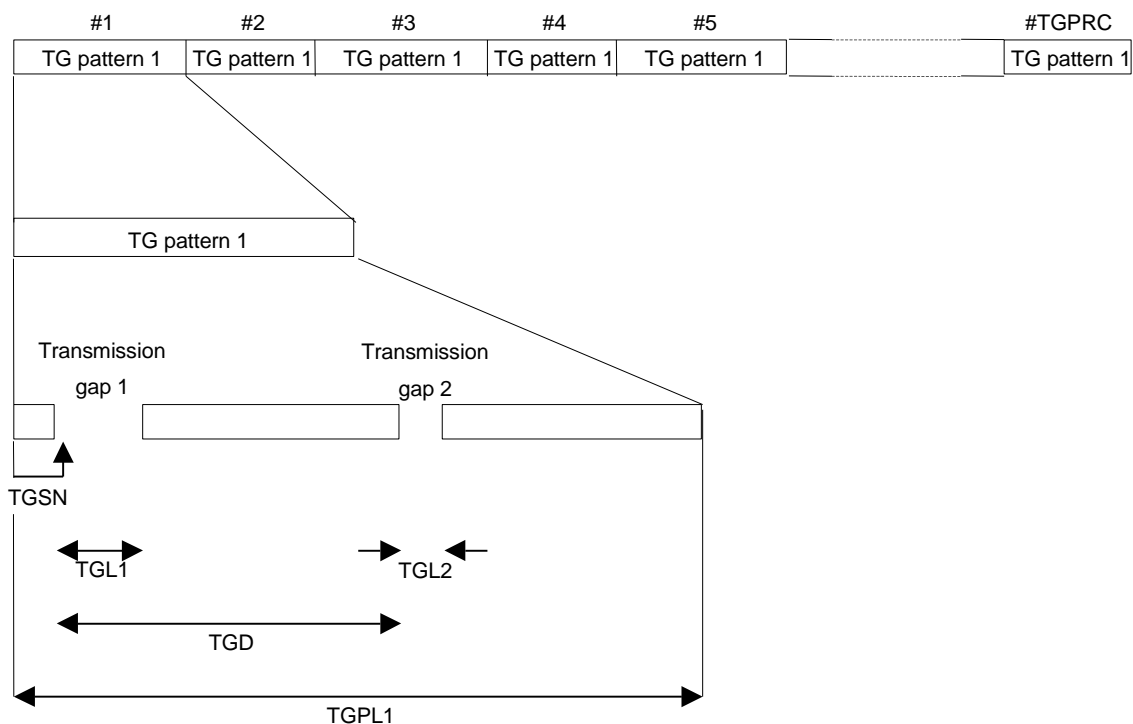 #1 #2 #3 #4 #5 #TGPRC
TG pattern 1 TG pattern 1 TG pattern 1 TG pattern 1 TG pattern 1 TG pattern 1
TG pattern 1
Transmission
gap 1
Transmission
gap 2
TGSN
TGL1
TGL2
TGD
TGPL1